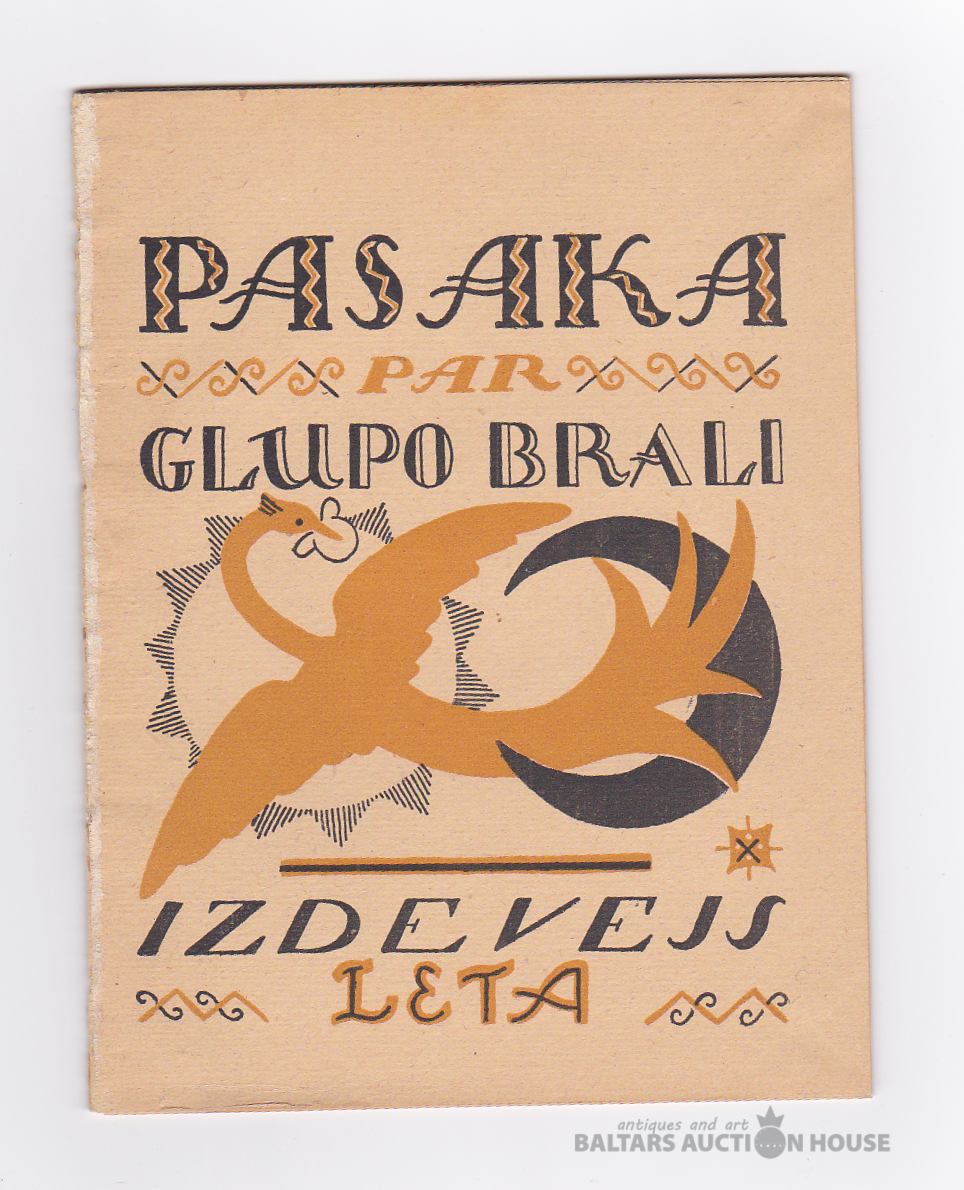 PASAKA
PAR
GLUPO BRALI
IZDEVEJS
LETA
antiques and art
BALTARS AUCTION HOUSE